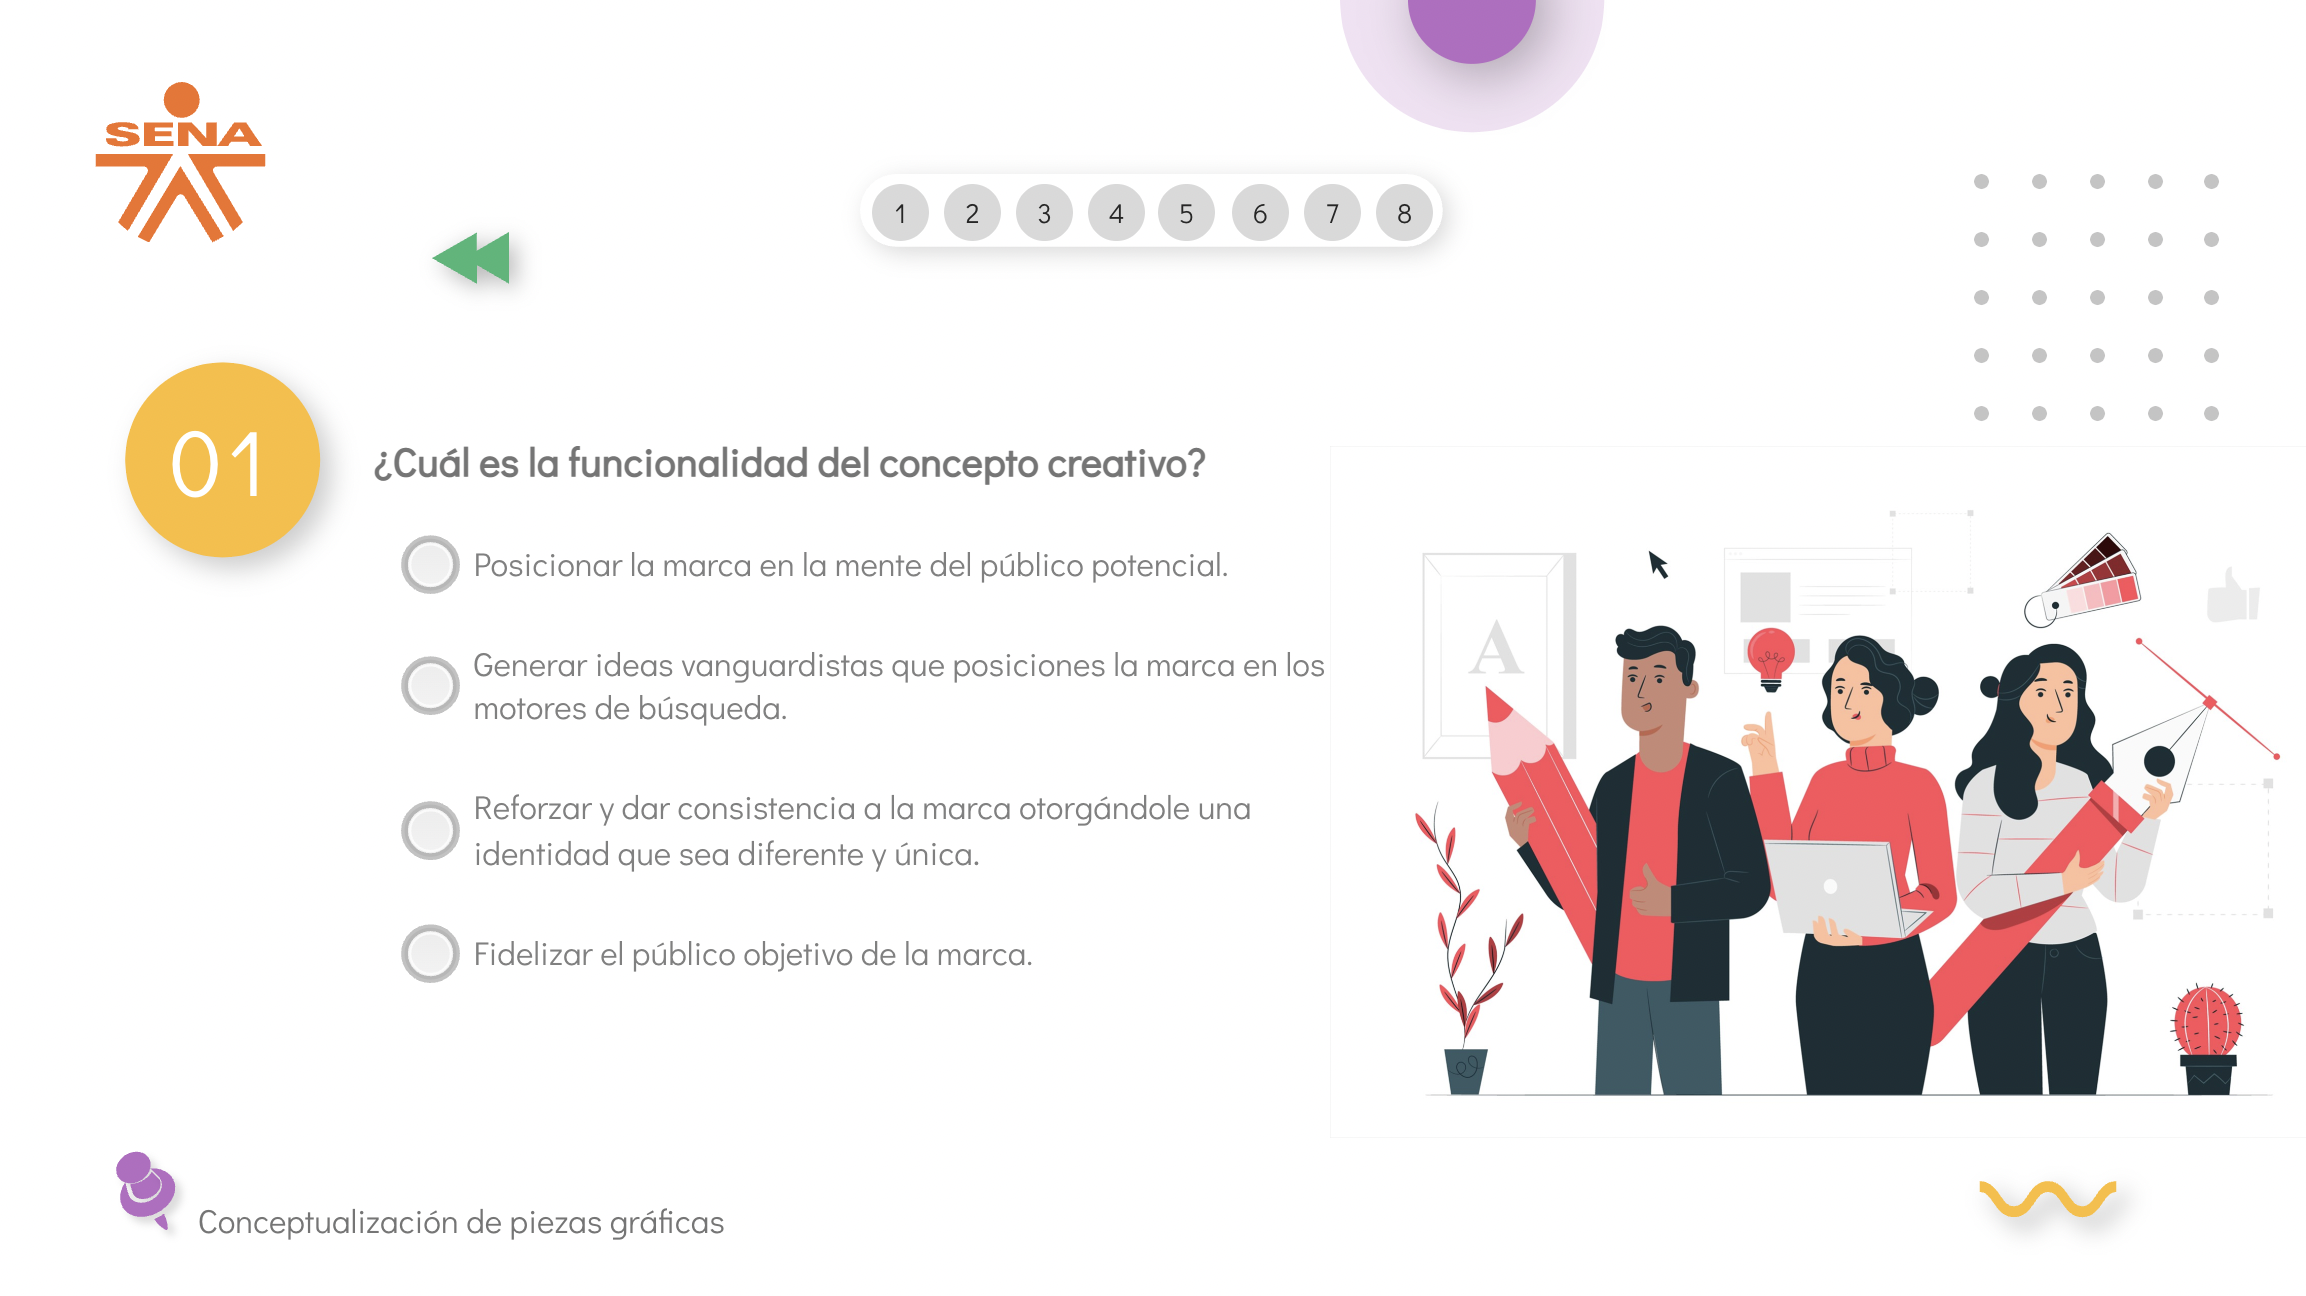 SENA
1 2 3 4 5 6 7 8
01
¿Cuál es la funcionalidad del concepto creativo?
Posicionar la marca en la mente del público potencial.
Generar ideas vanguardistas que posiciones la marca en los
motores de búsqueda.
Reforzar y dar consistencia a la marca otorgándole una
identidad que sea diferente y única.
Fidelizar el público objetivo de la marca.
A
Conceptualización de piezas gráficas